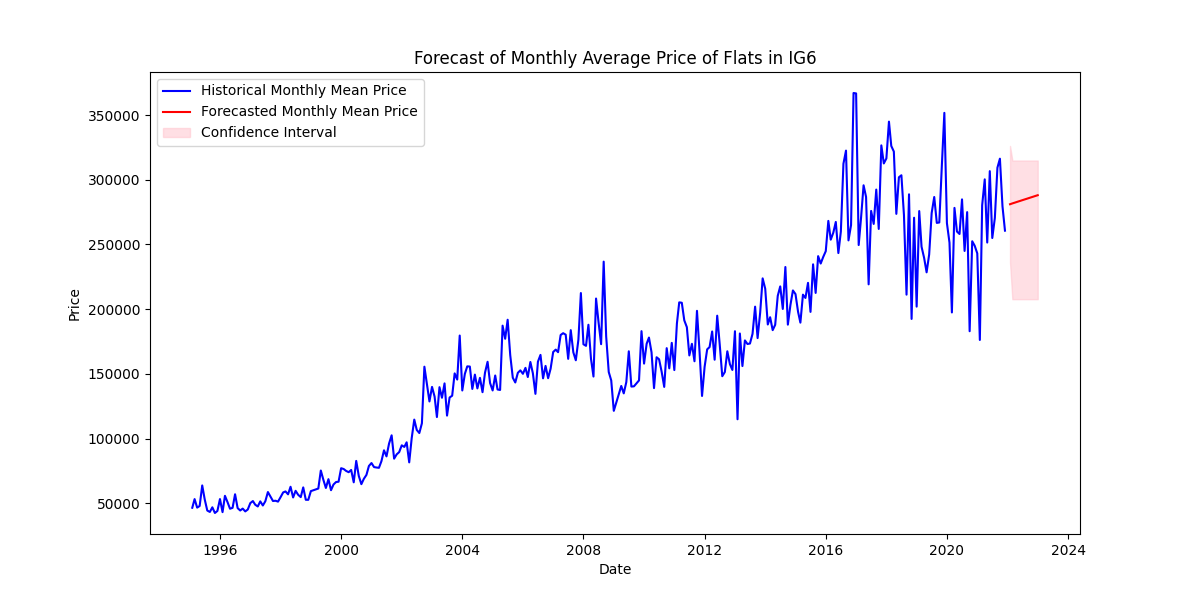 Forecast of Monthly Average Price of Flats in IG6
Historical Monthly Mean Price
Forecasted Monthly Mean Price
Confidence Interval
350000
300000
250000
200000
150000
100000
50000
Price
1996 2000 2004 2008 2012 2016 2020 2024
Date